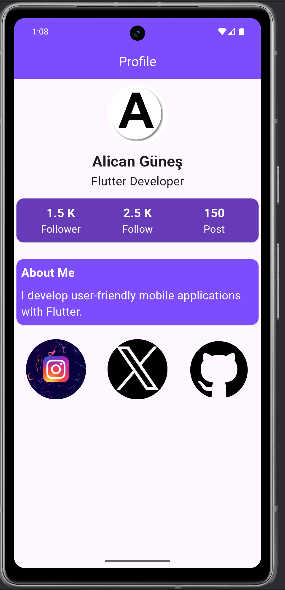 1:08
Profile
A
Alican Güneş
Flutter Developer
1.5 K 2.5 K 150
Follower Follow Post
About Me
I develop user-friendly mobile applications
with Flutter.
X